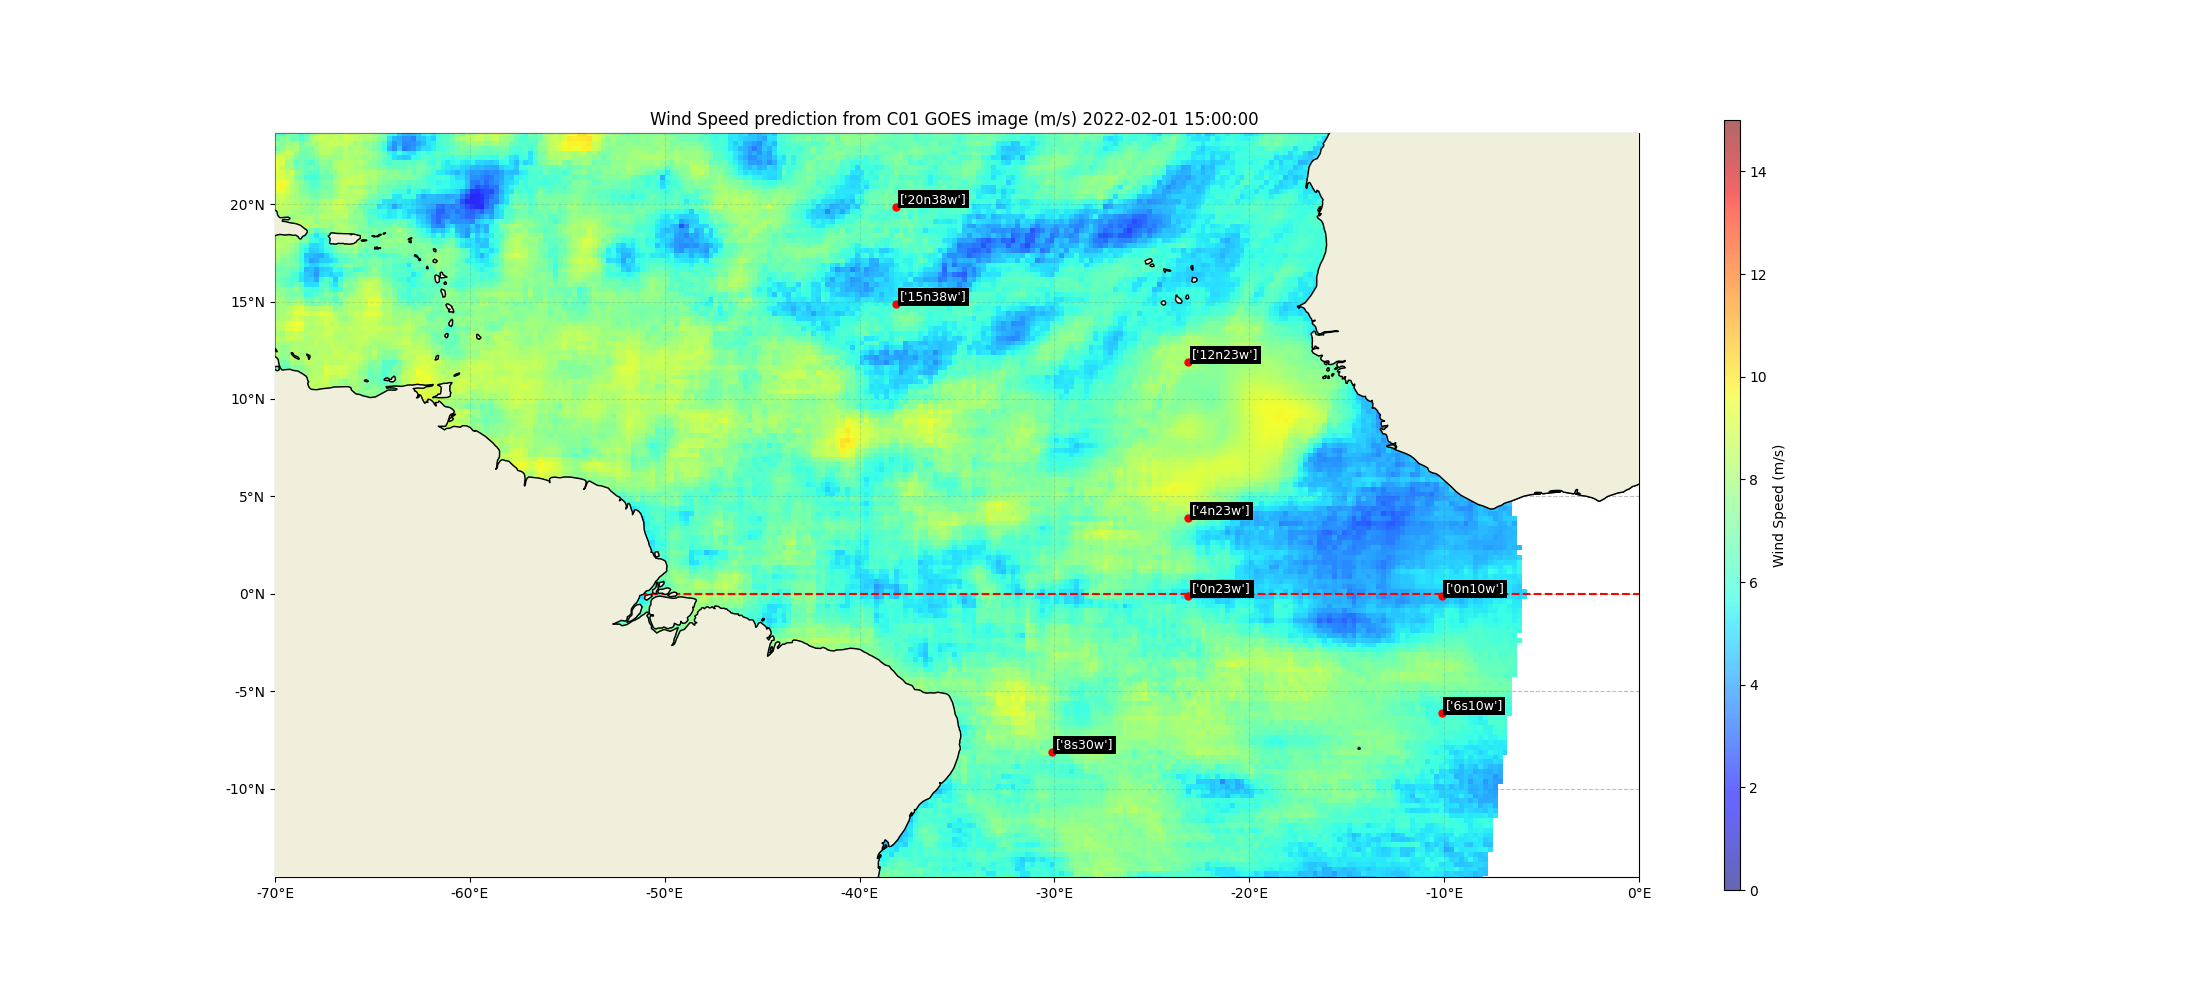 Wind Speed prediction from C01 GOES image (m/s) 2022-02-01 15:00:00
20°N
15°N
10°N
5°N
0°N
-5°N
-10°N
['20n38w']
['15n38w']
['12n23w']
['4n23w']
['0n23w']
['0n10w']
['6s10w']
['8s30w']
-70°E
-60°E
-50°E
-40°E
-30°E
-20°E
-10°E
0°E
14
12
10
8
6
4
2
0
Wind Speed (m/s)